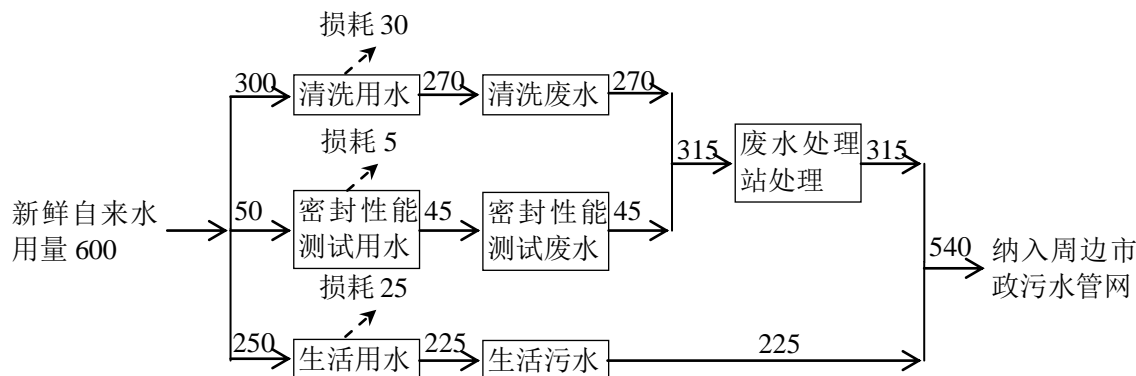 损耗 30
300
清洗用水
270
清洗废水
270
损耗 5
315
废水处理
站处理
315
新鲜自来水
用量 600
50
密封性能
测试用水
45
密封性能
测试废水
45
540
纳入周边市
政污水管网
损耗 25
250
生活用水
225
生活污水
225